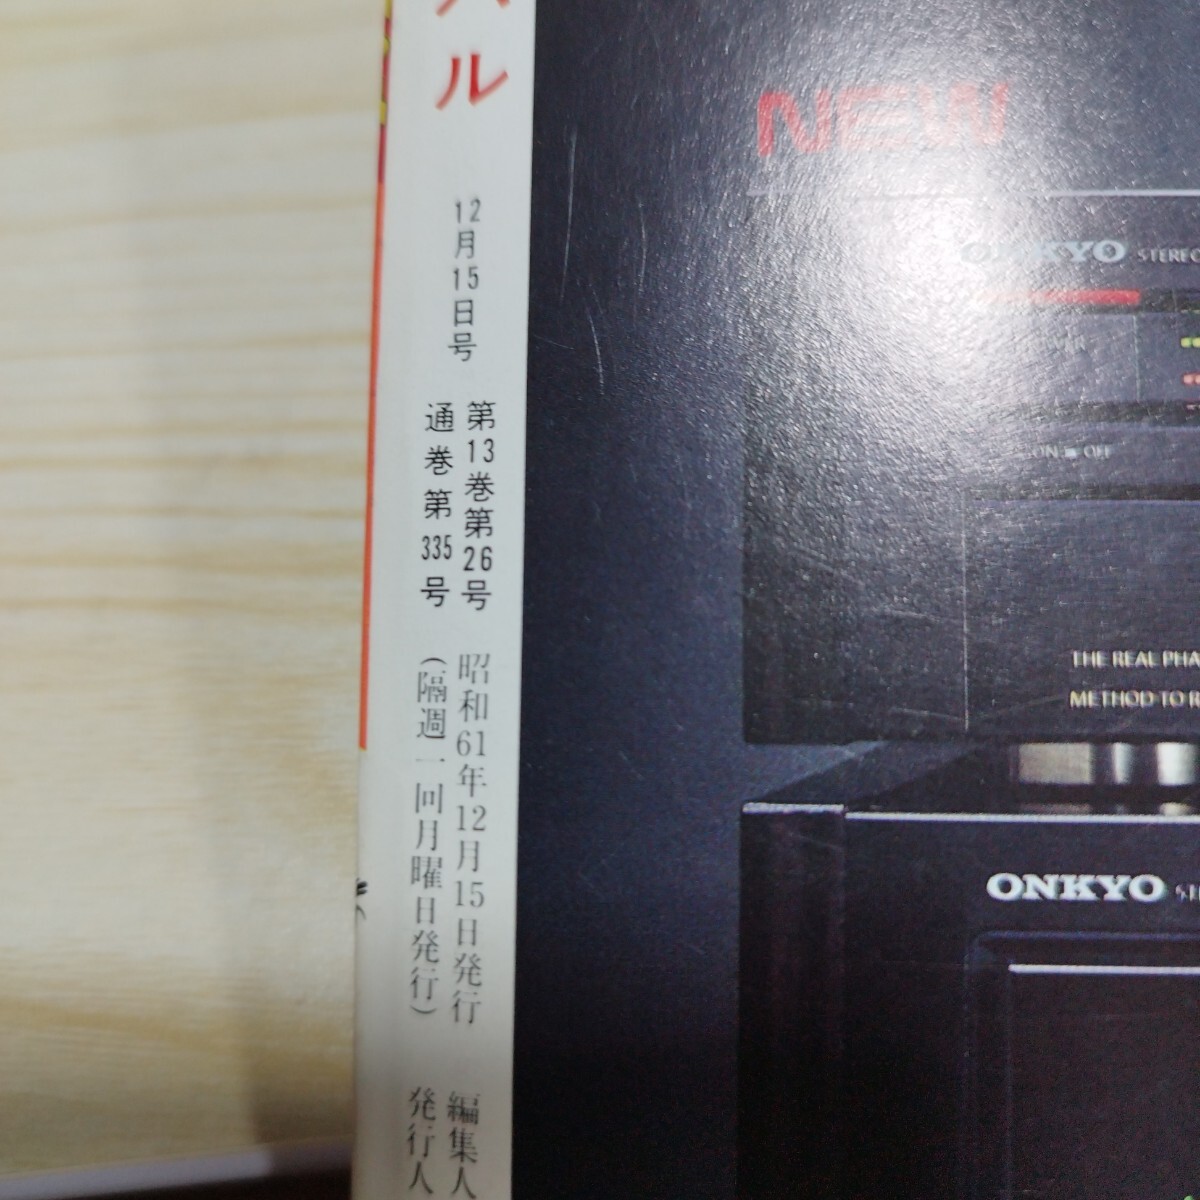 ル
12月15日号
第13巻第26号
通巻第335号
昭和61年12月15日発行
(隔週一回月曜日発行)
編集人
発行人
NEW
ONKYO STEREO
ON OFF
THE REAL PHA
METHOD TO R
ONKYO